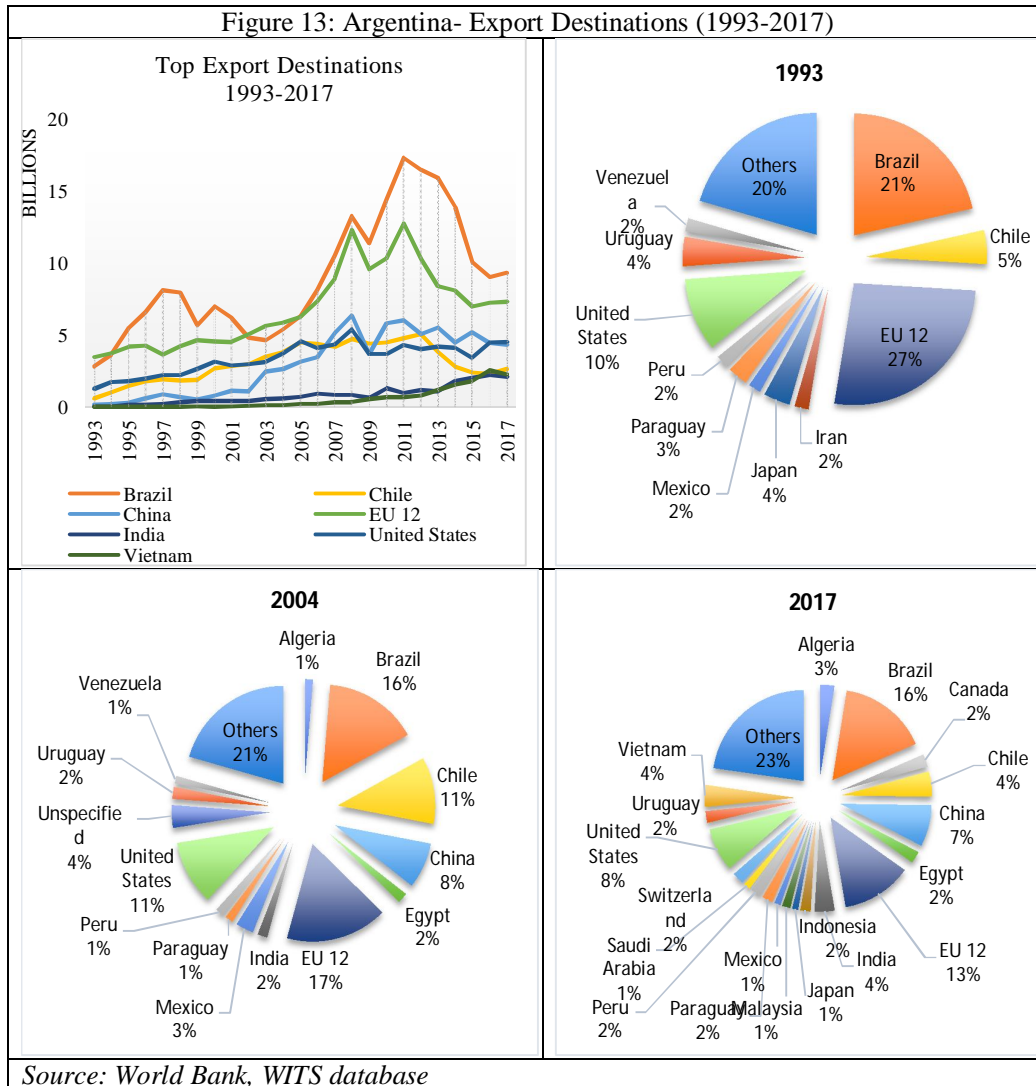 Figure 13: Argentina- Export Destinations (1993-2017)
Top Export Destinations
1993-2017
BILLIONS
20
15
10
5
0
1993
1995
1997
1999
2001
2003
2005
2007
2009
2011
2013
2015
2017
Brazil
Chile
China
EU 12
India
United States
Vietnam
1993
Others
20%
Brazil
21%
Chile
5%
EU 12
27%
Iran
2%
Japan
4%
Mexico
2%
Paraguay
3%
Peru
2%
United
States
10%
Uruguay
4%
Venezuel
a
2%
2004
Algeria
1%
Brazil
16%
Chile
11%
China
8%
Egypt
2%
EU 12
17%
India
2%
Mexico
3%
Paraguay
1%
Peru
1%
United
States
11%
Unspecifie
d
4%
Uruguay
2%
Venezuela
1%
Others
21%
2017
Algeria
3%
Brazil
16%
Canada
2%
Chile
4%
China
7%
Egypt
2%
EU 12
13%
India
4%
Indonesia
2%
Japan
1%
Malaysia
1%
Mexico
1%
Paraguay
2%
Peru
2%
Saudi
Arabia
1%
Switzerla
nd
2%
United
States
8%
Uruguay
2%
Vietnam
4%
Others
23%
Source: World Bank, WITS database